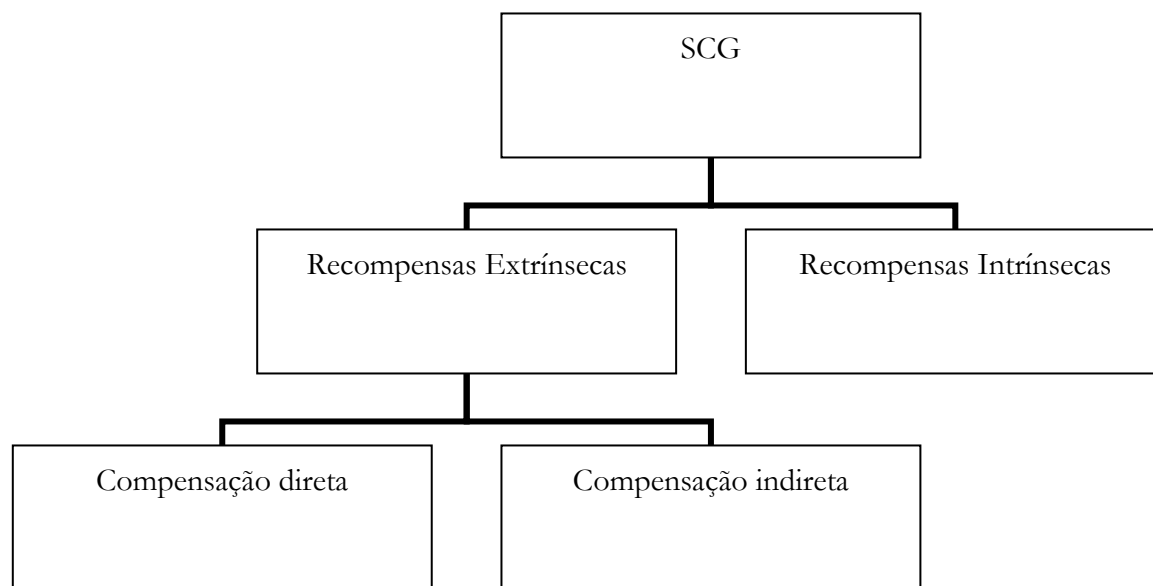 SCG
Recompensas Extrínsecas
Recompensas Intrínsecas
Compensação direta
Compensação indireta